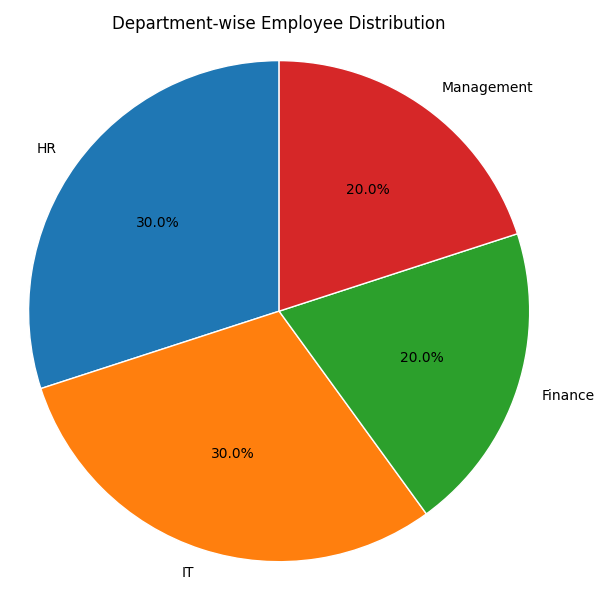 Department-wise Employee Distribution
Management
HR
20.0%
30.0%
20.0%
Finance
30.0%
IT